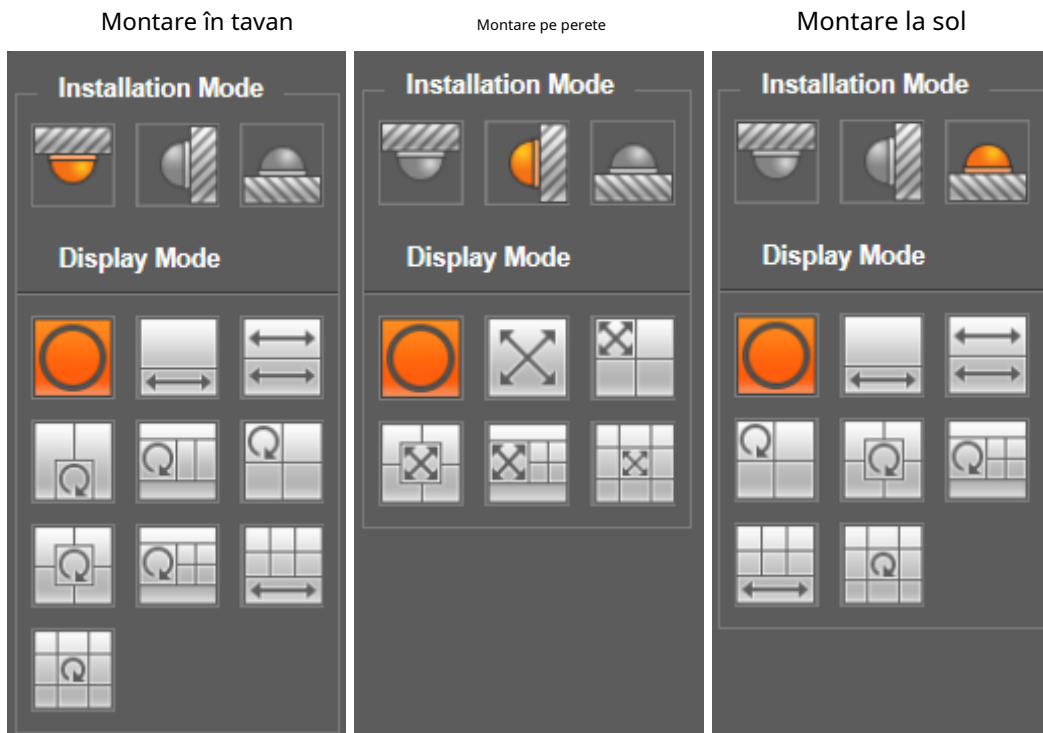 Montare în tavan
Montare pe perete
Montare la sol
Installation Mode
Installation Mode
Installation Mode
Display Mode
Display Mode
Display Mode